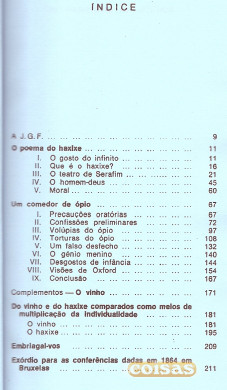 ÍNDICE
A J. G. F. ... ... ... ... ... ... ... ... ... 9
O poema do haxixe ... ... ... ... ... ... ... 11
I. O gosto do infinito ... ... ... ... ... 11
II. Que é o haxixe? ... ... ... ... ... 16
III. O teatro de Serafim ... ... ... ... 21
IV. O homem-deus ... ... ... ... ... 45
V. Moral ... ... ... ... ... ... ... 60
Um comedor de ópio ... ... ... ... ... ... 67
I. Precauções oratórias ... ... ... ... 67
II. Confissões preliminares ... ... ... 72
III. Volúpias do ópio ... ... ... ... ... 97
IV. Torturas do ópio ... ... ... ... ... 108
V. Um falso desfecho ... ... ... ... 132
VI. O génio menino ... ... ... ... ... 140
VII. Desgostos de infância ... ... ... ... 144
VIII. Visões de Oxford ... ... ... ... ... 154
IX. Conclusão ... ... ... ... ... ... 167
Complementos — O vinho ... ... ... ... ... 171
Do vinho e do haxixe comparados como meios de
multiplicação da individualidade ... ... ... 181
O vinho ... ... ... ... ... ... ... ... 181
O haxixe ... ... ... ... ... ... ... ... 195
Embriagai-vos ... ... ... ... ... ... ... ... 209
Exórdio para as conferências dadas em 1864 em
Bruxelas ... ... ... ... ... ... ... ... 211
coisas